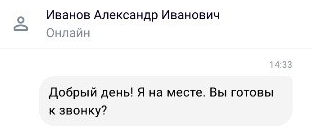 Иванов Александр Иванович
Онлайн
14:33
Добрый день! Я на месте. Вы готовы
к звонку?